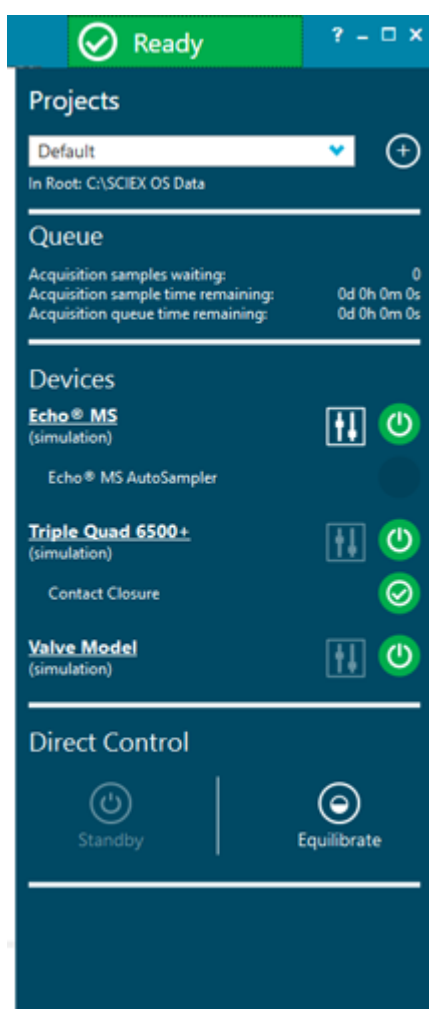 Ready
? – □ x
Projects
Default
In Root: C:\SCIEX OS Data
Queue
Acquisition samples waiting: 0
Acquisition sample time remaining: 0d 0h 0m 0s
Acquisition queue time remaining: 0d 0h 0m 0s
Devices
Echo® MS
(simulation)
Echo® MS AutoSampler
Triple Quad 6500+
(simulation)
Contact Closure
Valve Model
(simulation)
Direct Control
Standby
Equilibrate